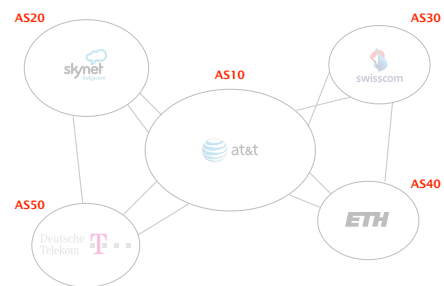 AS20
AS30
skynet
belgacom
swisscom
AS10
at&t
AS40
ETH
AS50
Deutsche
Telekom
T